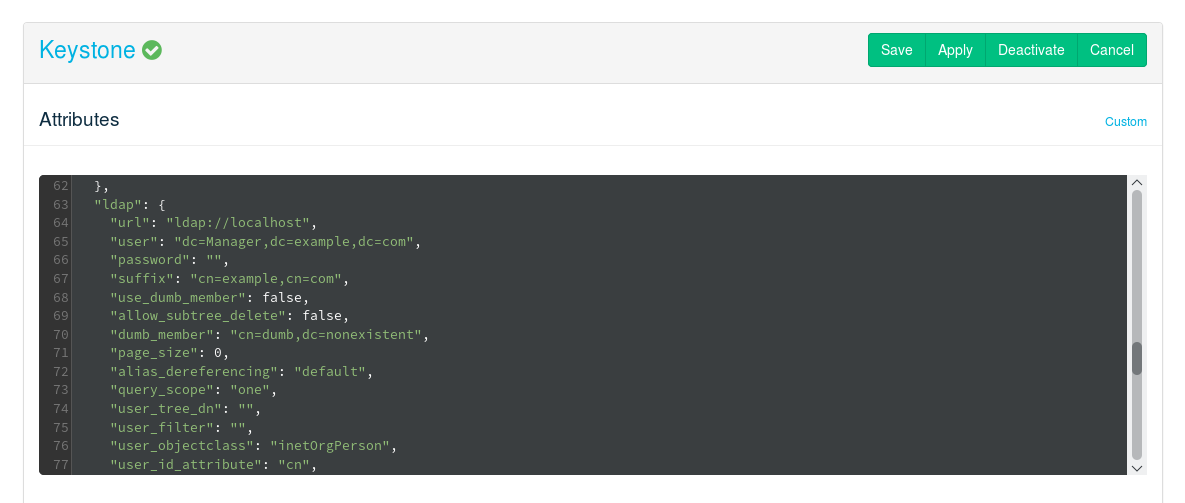 Keystone
Save Apply Deactivate Cancel
Attributes
Custom
62 },
63 "ldap": {
64 "url": "ldap://localhost",
65 "user": "dc=Manager,dc=example,dc=com",
66 "password": "",
67 "suffix": "cn=example,cn=com",
68 "use_dumb_member": false,
69 "allow_subtree_delete": false,
70 "dumb_member": "cn=dumb,dc=nonexistent",
71 "page_size": 0,
72 "alias_dereferencing": "default",
73 "query_scope": "one",
74 "user_tree_dn": "",
75 "user_filter": "",
76 "user_objectclass": "inetOrgPerson",
77 "user_id_attribute": "cn",